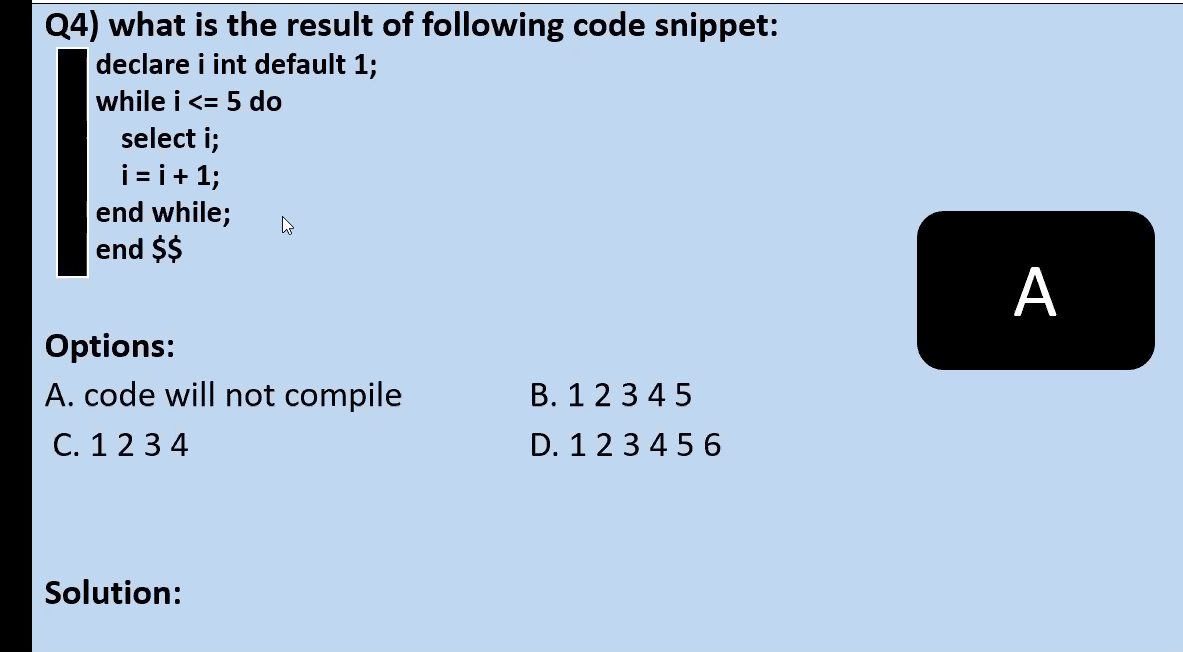 Q4) what is the result of following code snippet:
declare i int default 1;
while i <= 5 do
select i;
i = i + 1;
end while;
end $$
A
Options:
A. code will not compile B. 1 2 3 4 5
C. 1 2 3 4 D. 1 2 3 4 5 6
Solution: